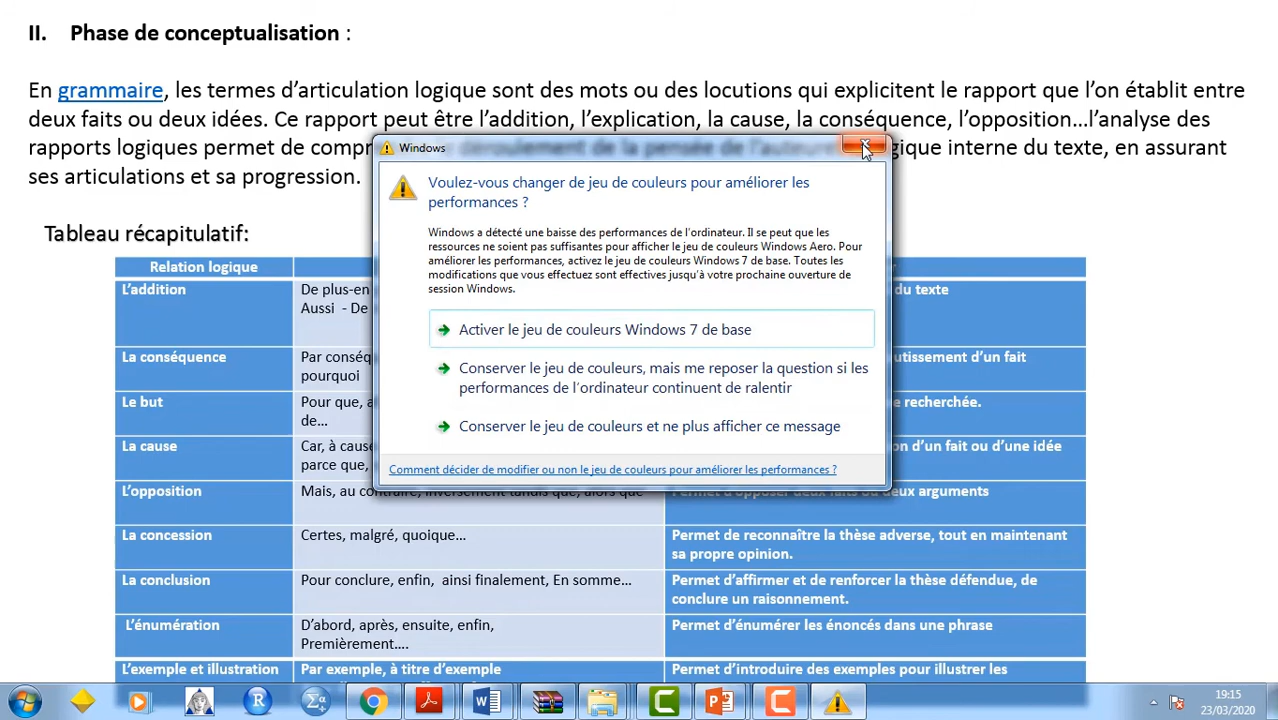 II. Phase de conceptualisation :
En grammaire, les termes d’articulation logique sont des mots ou des locutions qui explicitent le rapport que l’on établit entre
deux faits ou deux idées. Ce rapport peut être l’addition, l’explication, la cause, la conséquence, l’opposition…l’analyse des
rapports logiques permet de déroulement de la pensée de l’auteur interne du texte, en assurant
ses articulations et sa progression.
Tableau récapitulatif:
Relation logique
L’addition
De plus-en
Aussi - De
du texte
La conséquence
Par
pourquoi
d’un fait
Le but
Pour que,
de…
recherchée.
La cause
Car, à cause
parce que,
d’un fait ou d’une idée
L’opposition
Mais, au contraire, inversement tandis que, alors que
Permet d’opposer deux faits ou deux arguments
La concession
Certes, malgré, quoique…
Permet de reconnaître la thèse adverse, tout en maintenant
sa propre opinion.
La conclusion
Pour conclure, enfin, ainsi finalement, En somme…
Permet d’affirmer et de renforcer la thèse défendue, de
conclure un raisonnement.
L’énumération
D’abord, après, ensuite, enfin,
Premièrement….
Permet d’énumérer les énoncés dans une phrase
L’exemple et illustration
Par exemple, à titre d’exemple
Permet d’introduire des exemples pour illustrer les
Windows
Voulez-vous changer de jeu de couleurs pour améliorer les
performances ?
Windows a détecté une baisse des performances de l’ordinateur. Il se peut que les
ressources ne soient pas suffisantes pour afficher le jeu de couleurs Windows Aero. Pour
améliorer les performances, activez le jeu de couleurs Windows 7 de base. Toutes les
modifications que vous effectuez sont effectives jusqu’à votre prochaine ouverture de
session Windows.
Activer le jeu de couleurs Windows 7 de base
Conserver le jeu de couleurs, mais me reposer la question si les
performances de l’ordinateur continuent de ralentir
Conserver le jeu de couleurs et ne plus afficher ce message
Comment décider de modifier ou non le jeu de couleurs pour améliorer les performances ?
19:15
23/03/2020